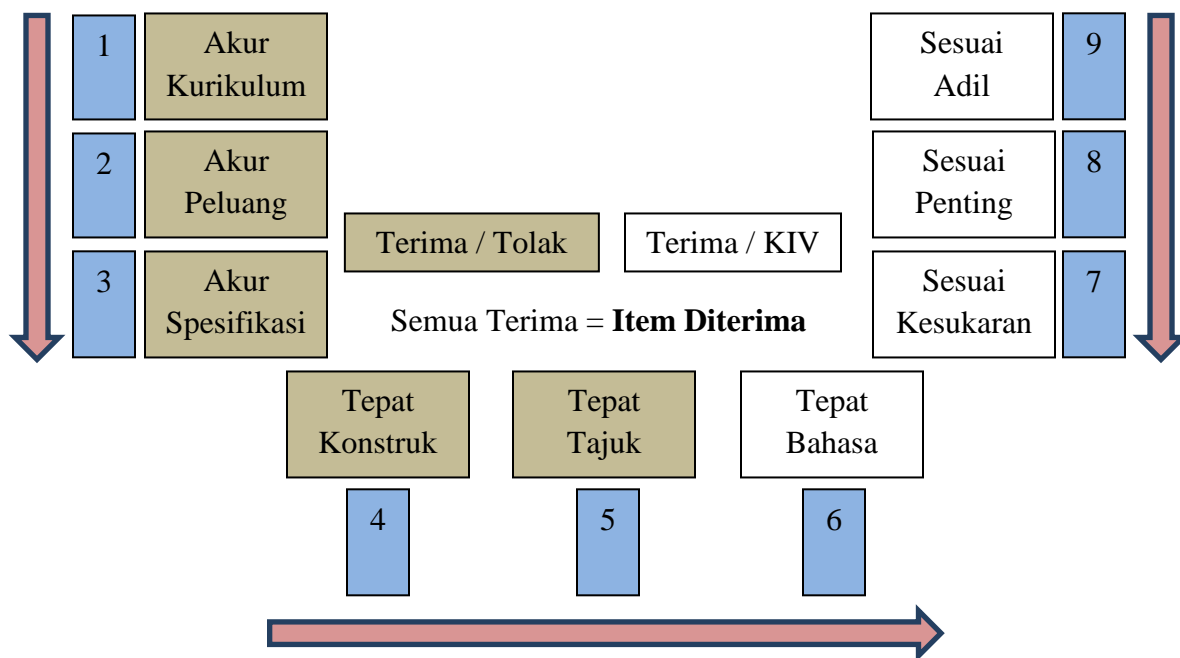 1
Akur
Kurikulum
2
Akur
Peluang
3
Akur
Spesifikasi
Terima / Tolak
Terima / KIV
Semua Terima = Item Diterima
Sesuai
Adil
9
Sesuai
Penting
8
Sesuai
Kesukaran
7
Tepat
Konstruk
4
Tepat
Tajuk
5
Tepat
Bahasa
6